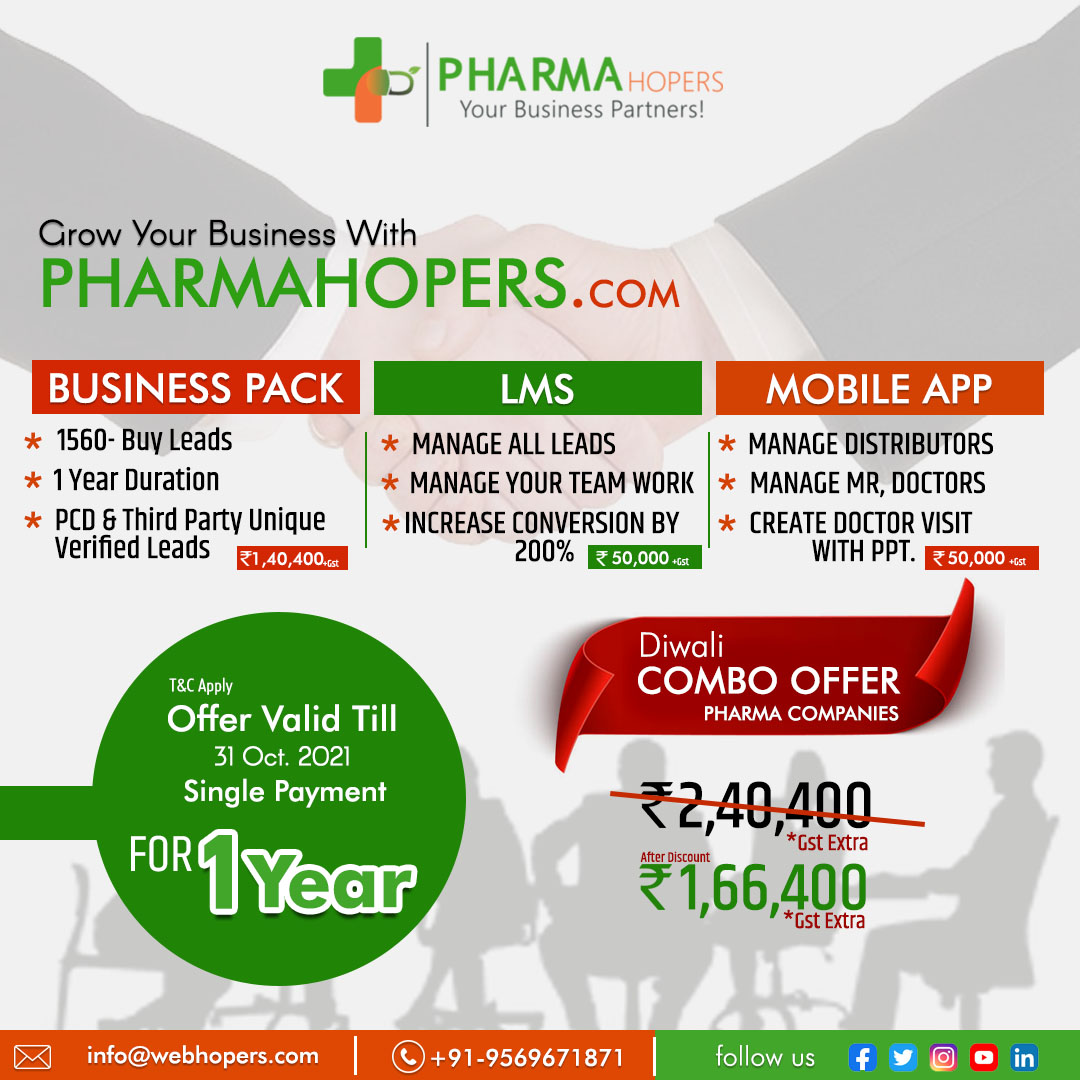 PHARMA HOPERS
Your Business Partners!
Grow Your Business With
PHARMAHOPERS.COM
BUSINESS PACK
* 1560- Buy Leads
* 1 Year Duration
* PCD & Third Party Unique
Verified Leads
₹1,40,400+Gst
LMS
* MANAGE ALL LEADS
* MANAGE YOUR TEAM WORK
* INCREASE CONVERSION BY
200%
₹ 50,000 +Gst
MOBILE APP
* MANAGE DISTRIBUTORS
* MANAGE MR, DOCTORS
* CREATE DOCTOR VISIT
WITH PPT.
₹ 50,000 +Gst
T&C Apply
Offer Valid Till
31 Oct. 2021
Single Payment
FOR 1 Year
Diwali
COMBO OFFER
PHARMA COMPANIES
₹2,40,400
*Gst Extra
After Discount
₹1,66,400
*Gst Extra
info@webhopers.com
+91-9569671871
follow us